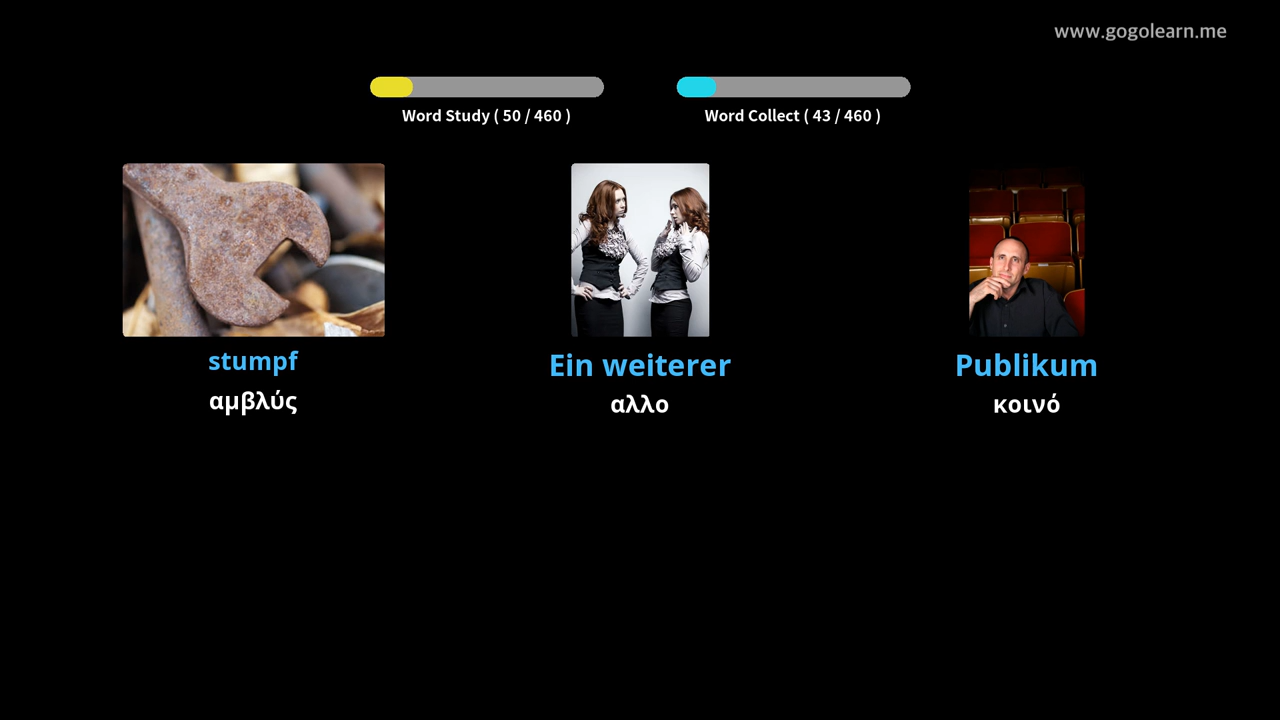 www.gogolearn.me
Word Study ( 50 / 460 )
Word Collect ( 43 / 460 )
stumpf
αμβλύς
Ein weiterer
αλλο
Publikum
κοινό